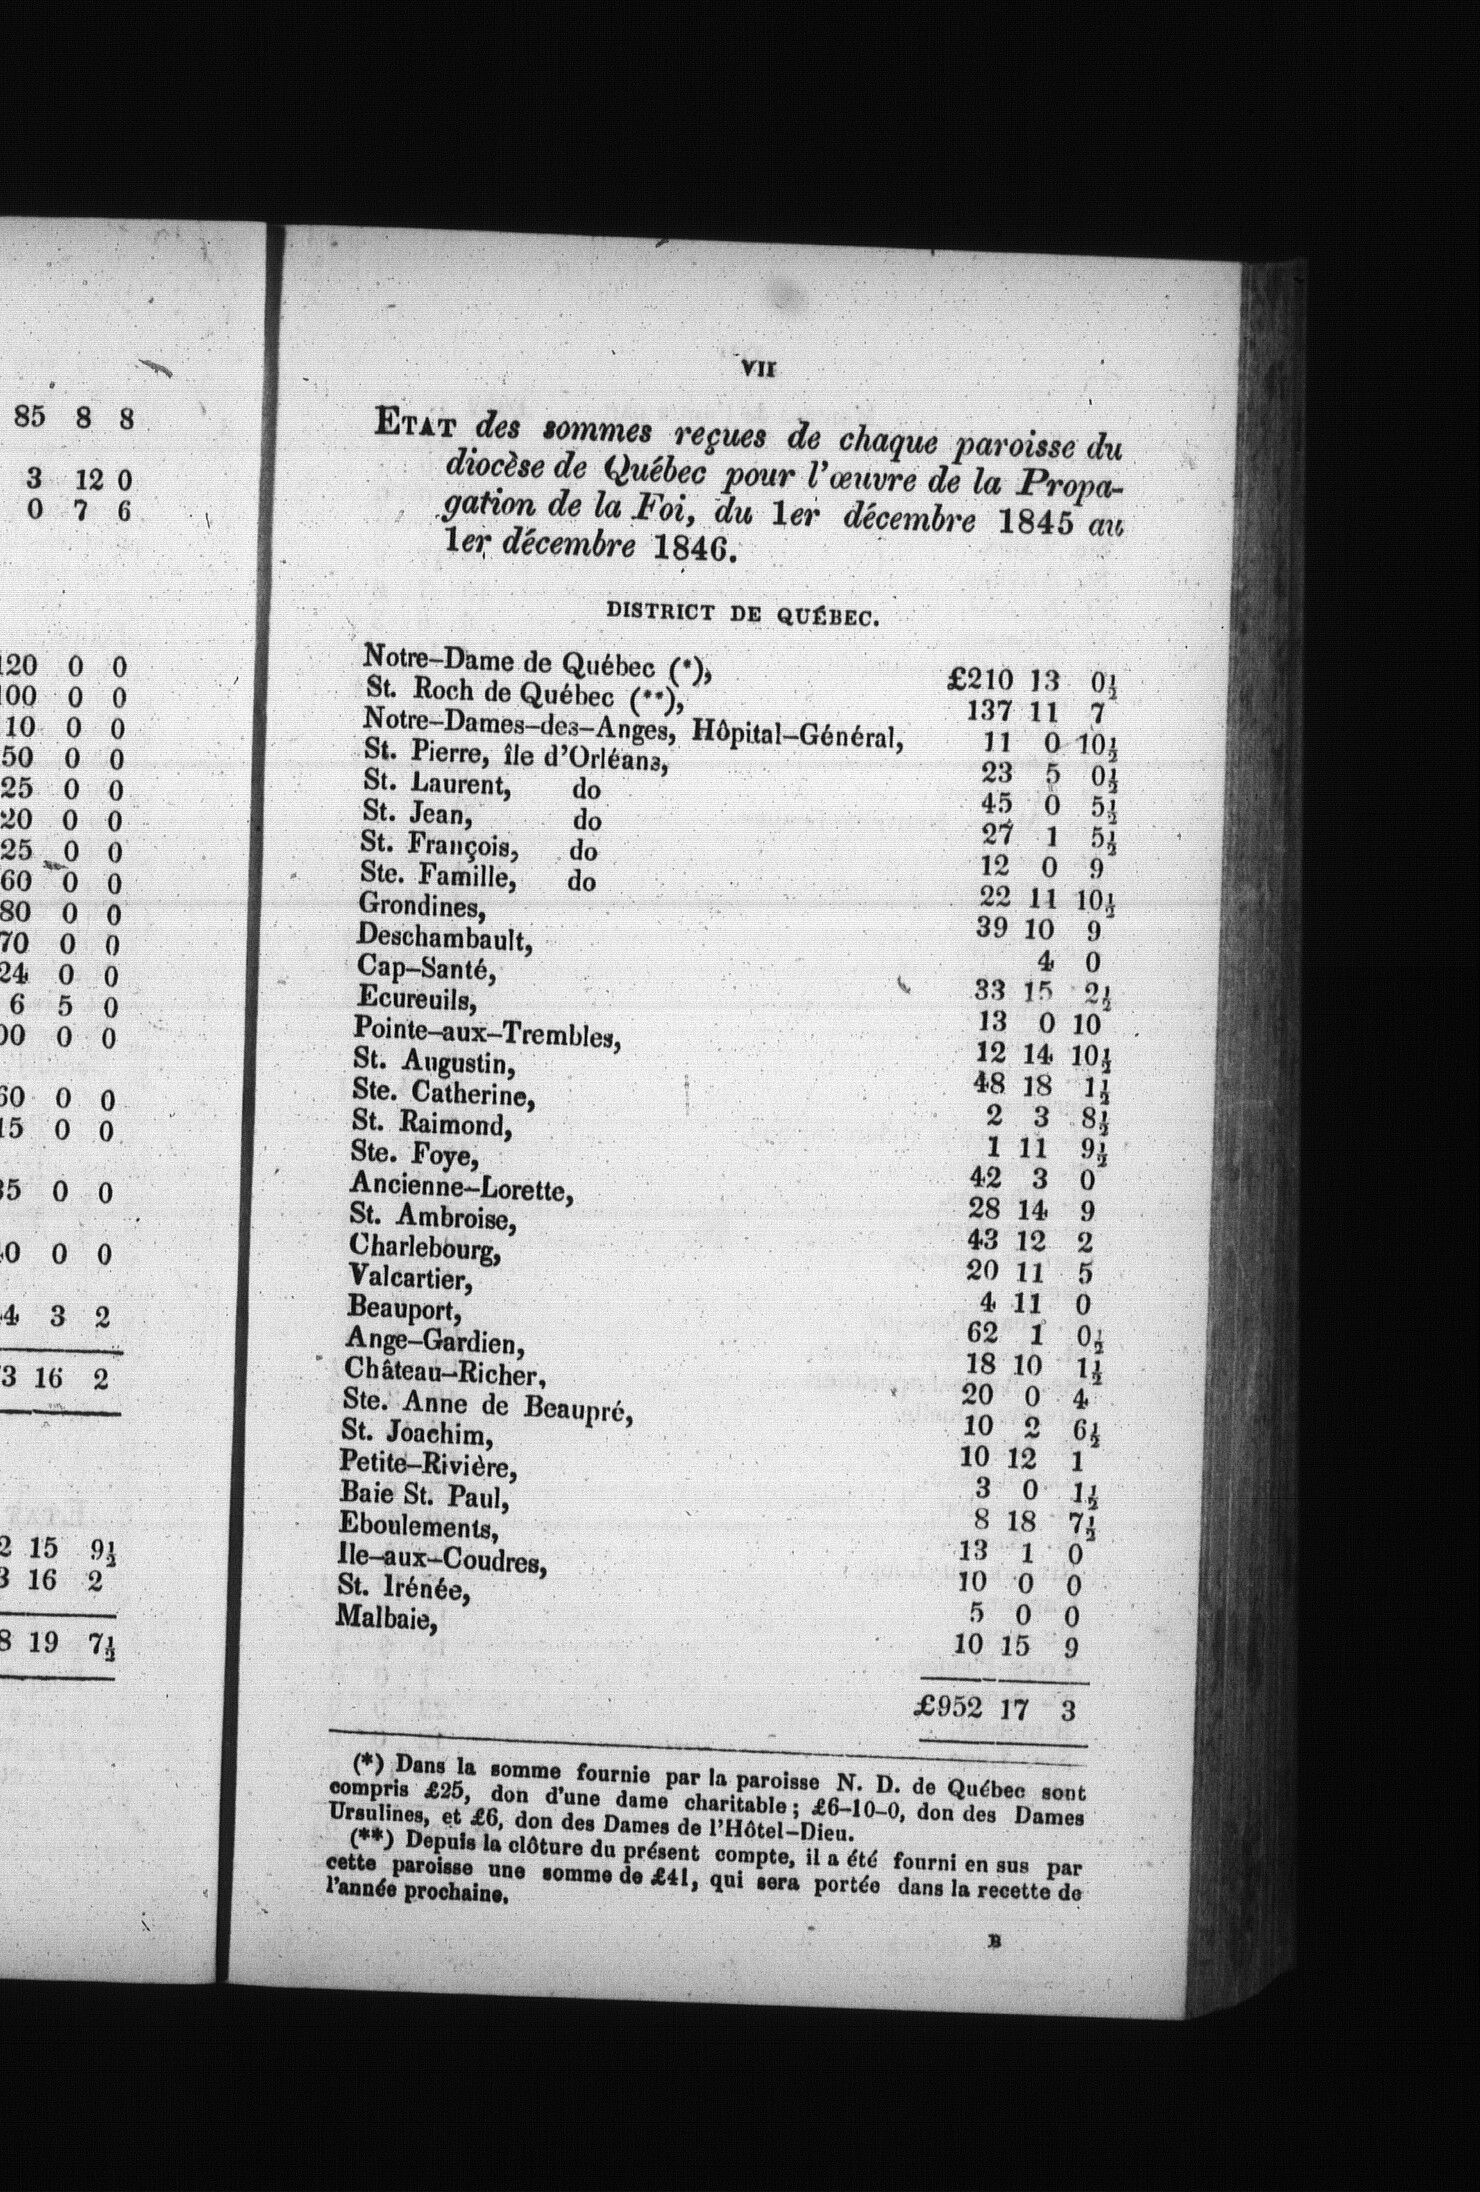 85 8 8
3 12 0
0 7 6
120 0 0
100 0 0
10 0 0
50 0 0
25 0 0
20 0 0
25 0 0
60 0 0
80 0 0
70 0 0
24 0 0
6 5 0
00 0 0
60 0 0
15 0 0
35 0 0
40 0 0
4 3 2
3 16 2
2 15 9½
3 16 2
8 19 7½
VII
ETAT des sommes reçues de chaque paroisse du
diocèse de Québec pour l'œuvre de la Propa-
gation de la Foi, du 1er décembre 1845 au
1er décembre 1846.
DISTRICT DE QUÉBEC.
Notre-Dame de Québec (*), £210 13 0½
St. Roch de Québec (**), 137 11 7
Notre-Dames-des-Anges, Hôpital-Général, 11 0 10½
St. Pierre, île d'Orléans, 23 5 0½
St. Laurent, do 45 0 5½
St. Jean, do 27 1 5½
St. François, do 12 0 9
Ste. Famille, do 22 11 10½
Grondines, 39 10 9
Deschambault, 4 0
Cap-Santé, 33 15 2½
Ecureuils, 13 0 10
Pointe-aux-Trembles, 12 14 10½
St. Augustin, 48 18 1½
Ste. Catherine, 2 3 8½
St. Raimond, 1 11 9½
Ste. Foye, 42 3 0
Ancienne-Lorette, 28 14 9
St. Ambroise, 43 12 2
Charlebourg, 20 11 5
Valcartier, 4 11 0
Beauport, 62 1 0½
Ange-Gardien, 18 10 1½
Château-Richer, 20 0 4
Ste. Anne de Beaupré, 10 2 6½
St. Joachim, 10 12 1
Petite-Rivière, 3 0 1½
Baie St. Paul, 8 18 7½
Eboulements, 13 1 0
Ile-aux-Coudres, 10 0 0
St. Irénée, 5 0 0
Malbaie, 10 15 9
£952 17 3
(*) Dans la somme fournie par la paroisse N. D. de Québec sont
compris £25, don d'une dame charitable; £6-10-0, don des Dames
Ursulines, et £6, don des Dames de l'Hôtel-Dieu.
(**) Depuis la clôture du présent compte, il a été fourni en sus par
cette paroisse une somme de £41, qui sera portée dans la recette de
l'année prochaine.
B